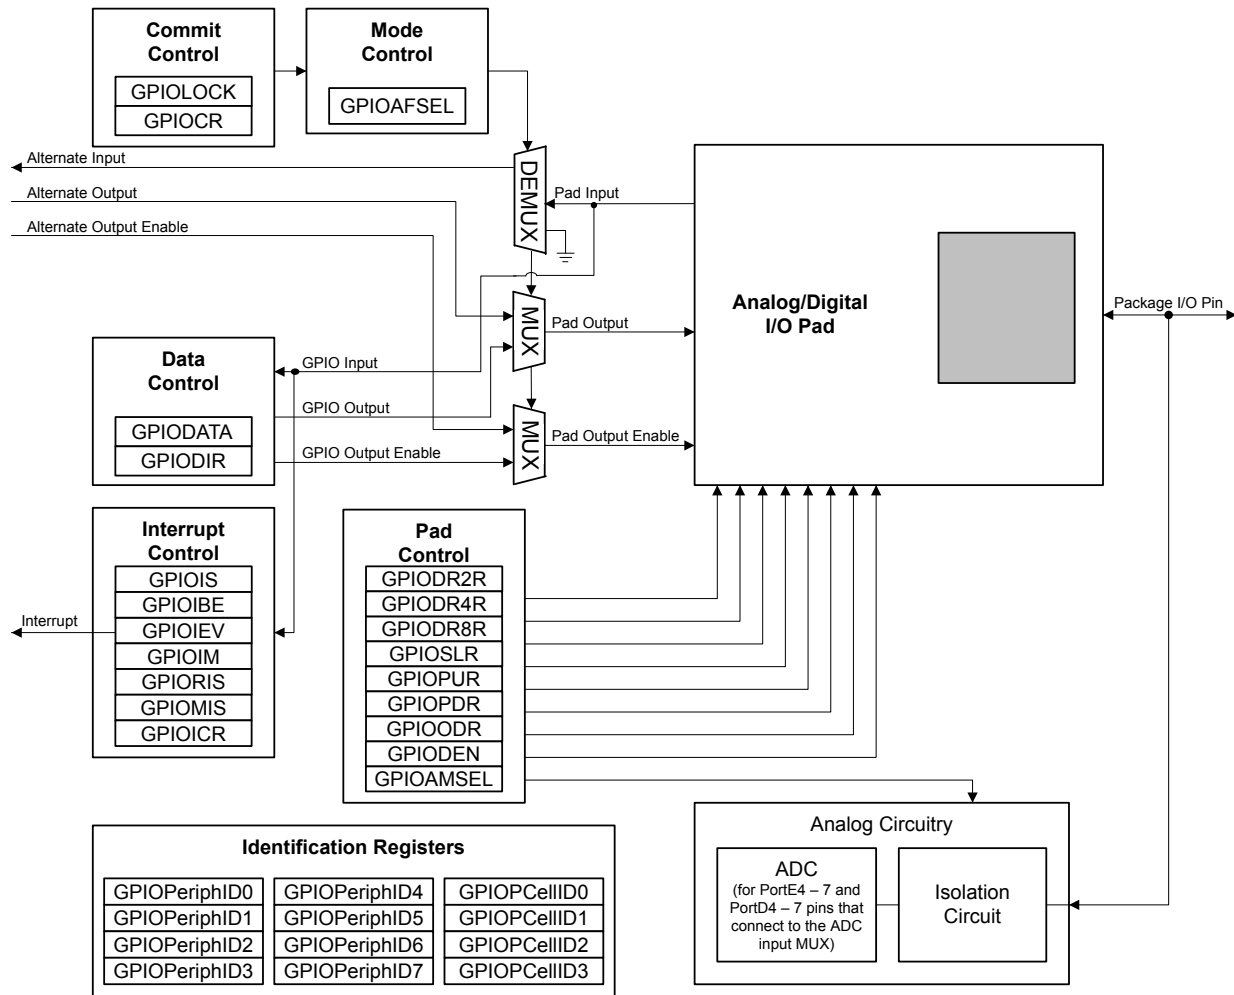 Commit
Control
GPIOLOCK
GPIOCR
Mode
Control
GPIOAFSEL
Alternate Input
Alternate Output
Alternate Output Enable
DEMUX
Pad Input
MUX
Pad Output
MUX
Pad Output Enable
Analog/Digital
I/O Pad
Package I/O Pin
Data
Control
GPIODATA
GPIODIR
GPIO Input
GPIO Output
GPIO Output Enable
Interrupt
Control
GPIOIS
GPIOIBE
GPIOIEV
GPIOIM
GPIORIS
GPIOMIS
GPIOICR
Interrupt
Pad
Control
GPIODR2R
GPIODR4R
GPIODR8R
GPIOSLR
GPIOPUR
GPIOPDR
GPIOODR
GPIODEN
GPIOAMSEL
Analog Circuitry
ADC
(for PortE4 – 7 and
PortD4 – 7 pins that
connect to the ADC
input MUX)
Isolation
Circuit
Identification Registers
GPIOPeriphID0
GPIOPeriphID1
GPIOPeriphID2
GPIOPeriphID3
GPIOPeriphID4
GPIOPeriphID5
GPIOPeriphID6
GPIOPeriphID7
GPIOPCellID0
GPIOPCellID1
GPIOPCellID2
GPIOPCellID3